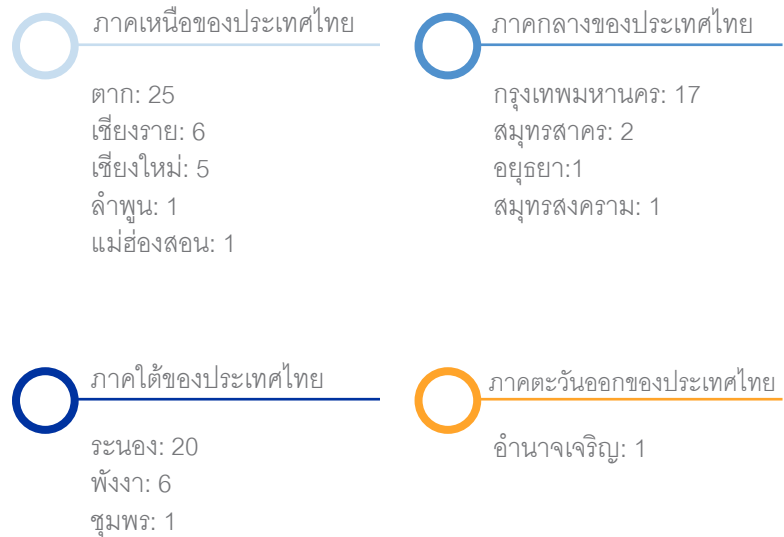 ภาคเหนือของประเทศไทย
ตาก: 25
เชียงราย: 6
เชียงใหม่: 5
ลำพูน: 1
แม่ฮ่องสอน: 1
ภาคกลางของประเทศไทย
กรุงเทพมหานคร: 17
สมุทรสาคร: 2
อยุธยา:1
สมุทรสงคราม: 1
ภาคใต้ของประเทศไทย
ระนอง: 20
พังงา: 6
ชุมพร: 1
ภาคตะวันออกของประเทศไทย
อำนาจเจริญ: 1